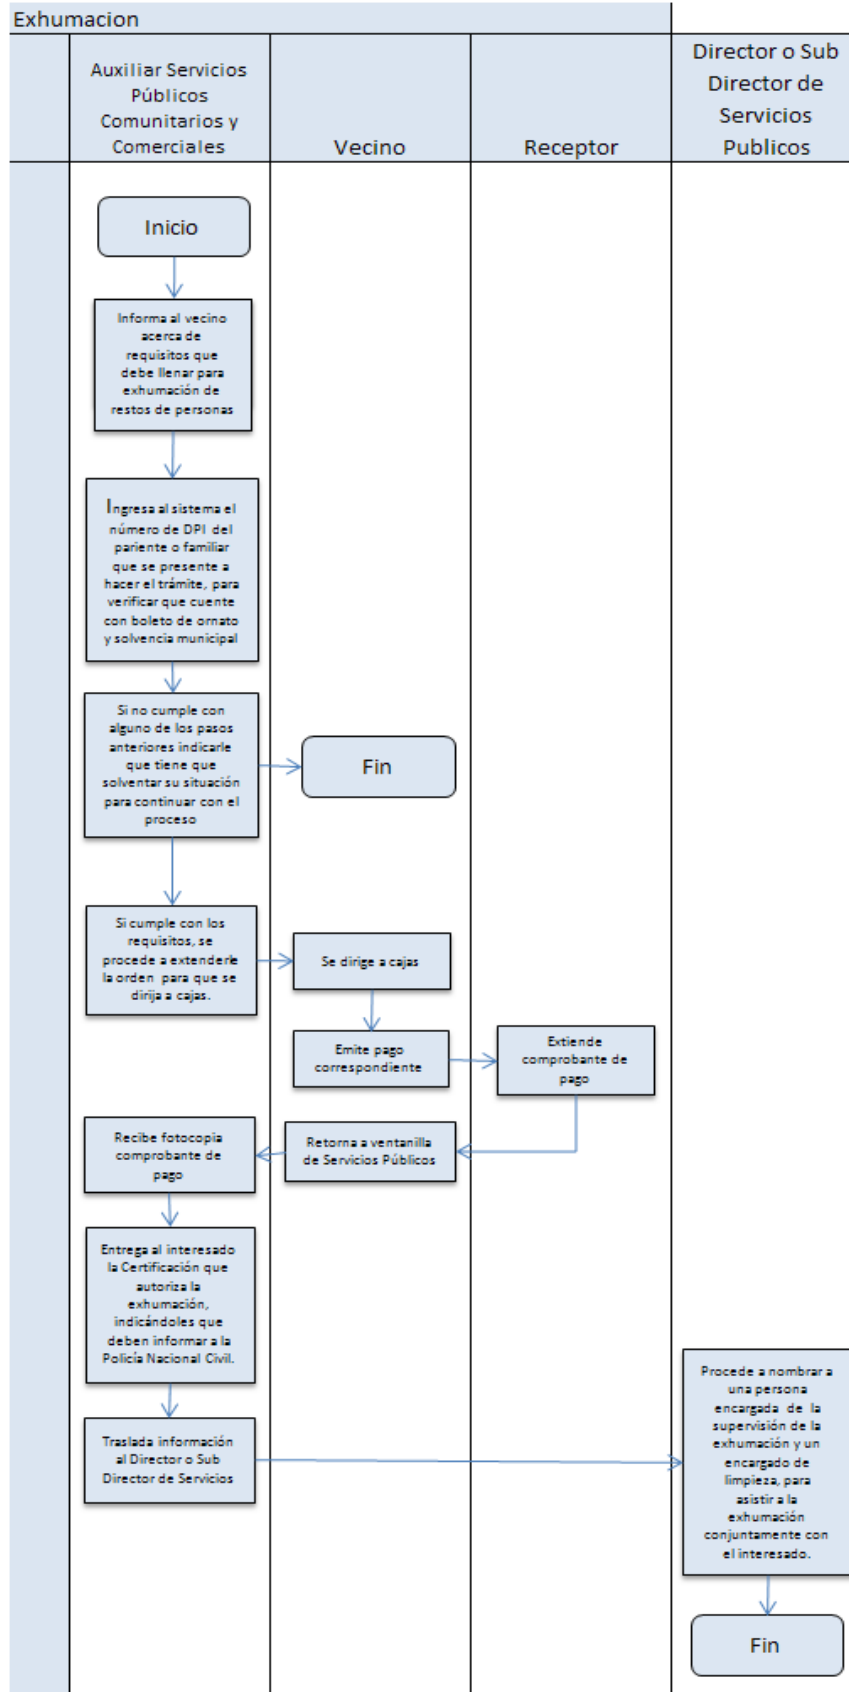 Exhumacion
Auxiliar Servicios
Públicos
Comunitarios y
Comerciales
Vecino
Receptor
Director o Sub
Director de
Servicios
Publicos
Inicio
Informa al vecino
acerca de
requisitos que
debe llenar para
exhumación de
restos de personas
Ingresa al sistema el
número de DPI del
pariente o familiar
que se presente a
hacer el trámite, para
verificar que cuente
con boleto de ornato
y solvencia municipal
Si no cumple con
alguno de los pasos
anteriores indicarle
que tiene que
solventar su situación
para continuar con el
proceso
Fin
Si cumple con los
requisitos, se
procede a extenderle
la orden para que se
dirija a cajas.
Se dirige a cajas
Emite pago
correspondiente
Extiende
comprobante de
pago
Retorna a ventanilla
de Servicios Públicos
Recibe fotocopia
comprobante de
pago
Entrega al interesado
la Certificación que
autoriza la
exhumación,
indicándoles que
deben informar a la
Policía Nacional Civil.
Traslada información
al Director o Sub
Director de Servicios
Procede a nombrar a
una persona
encargada de la
supervisión de la
exhumación y un
encargado de
limpieza, para
asistir a la
exhumación
conjuntamente con
el interesado.
Fin